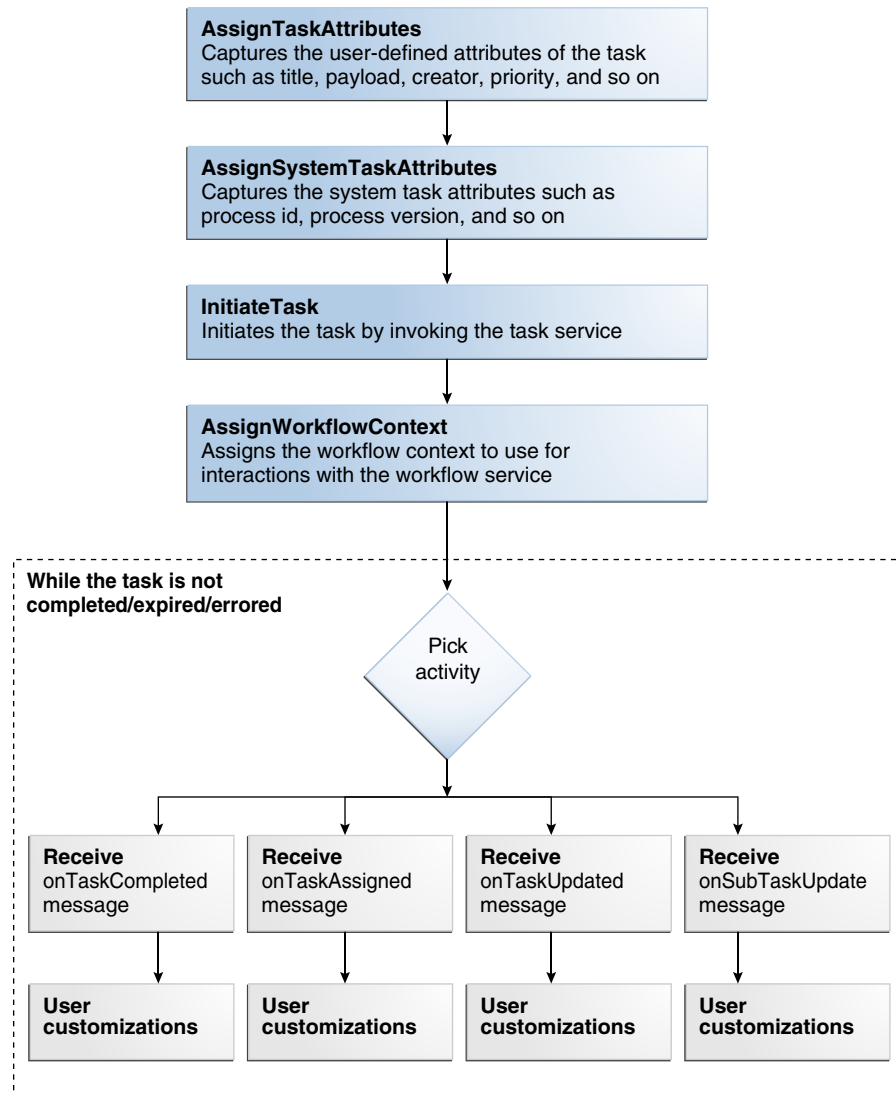 AssignTaskAttributes
Captures the user-defined attributes of the task
such as title, payload, creator, priority, and so on
AssignSystemTaskAttributes
Captures the system task attributes such as
process id, process version, and so on
InitiateTask
Initiates the task by invoking the task service
AssignWorkflowContext
Assigns the workflow context to use for
interactions with the workflow service
While the task is not
completed/expired/errored
Pick
activity
Receive
onTaskCompleted
message
Receive
onTaskAssigned
message
Receive
onTaskUpdated
message
Receive
onSubTaskUpdate
message
User
customizations
User
customizations
User
customizations
User
customizations